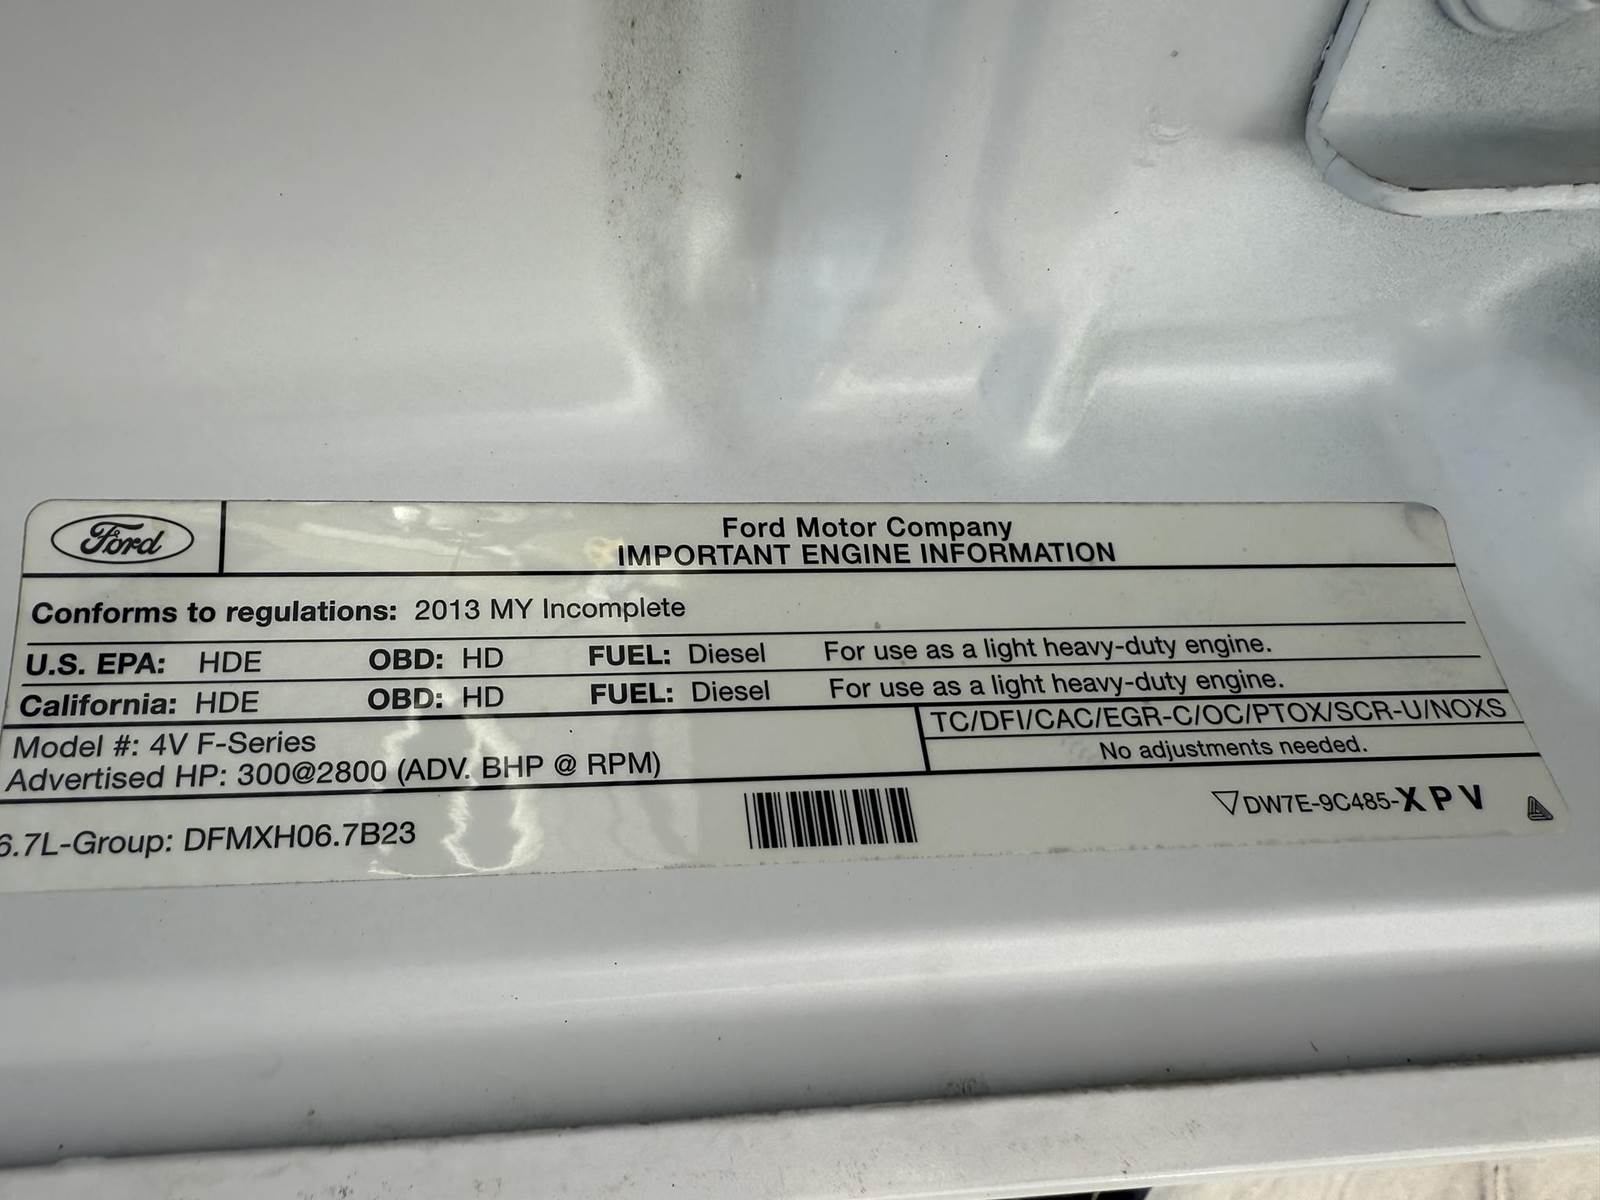 Ford
Ford Motor Company
IMPORTANT ENGINE INFORMATION
Conforms to regulations: 2013 MY Incomplete
U.S. EPA: HDE OBD: HD FUEL: Diesel For use as a light heavy-duty engine.
California: HDE OBD: HD FUEL: Diesel For use as a light heavy-duty engine.
Model #: 4V F-Series
Advertised HP: 300@2800 (ADV. BHP @ RPM)
TC/DFI/CAC/EGR-C/OC/PTOX/SCR-U/NOXS
No adjustments needed.
6.7L-Group: DFMXH06.7B23
DW7E-9C485-XPV